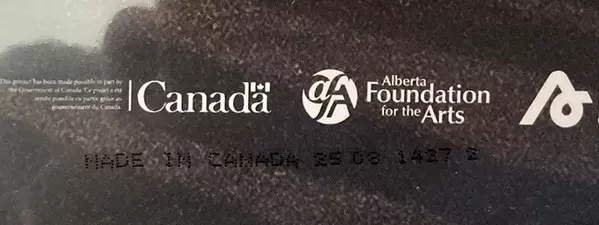 This project has been made possible in part by
the Government of Canada. Ce projet a été
rendu possible en partie grâce au
gouvernement du Canada.
Canada
Alberta
Foundation
for the Arts
MADE IN CANADA 25 08 1427 2